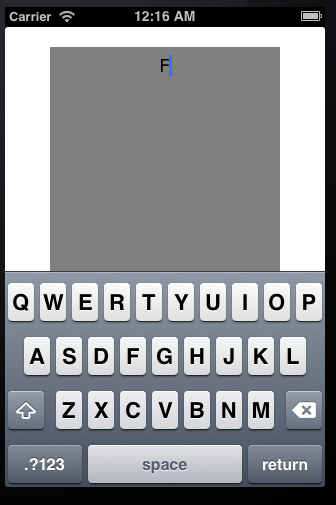 Carrier 12:16 AM
F
Q W E R T Y U I O P
A S D F G H J K L
Z X C V B N M
.?123 space return